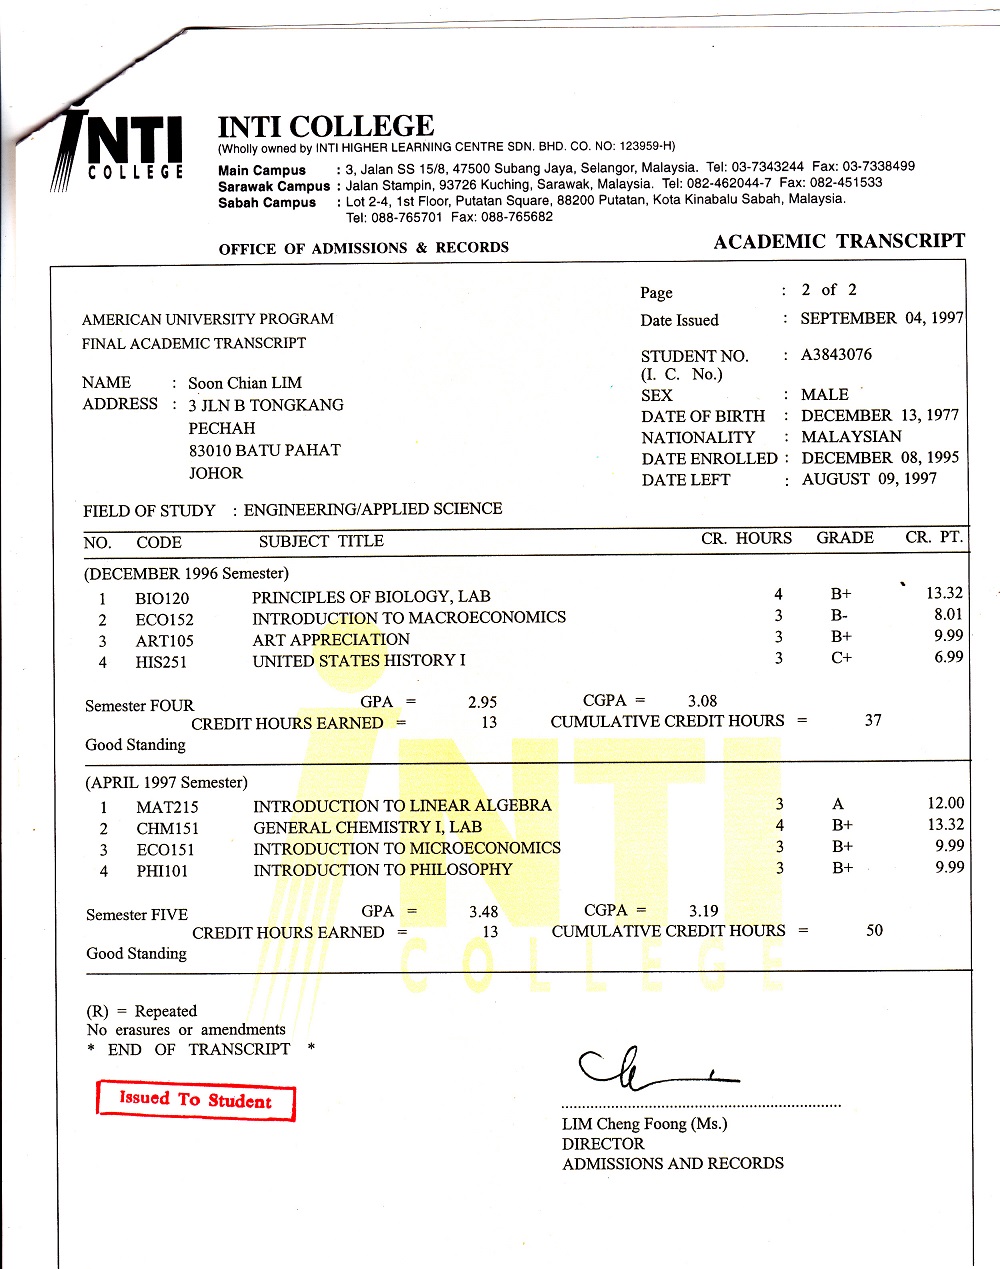 INTI
COLLEGE
INTI COLLEGE
(Wholly owned by INTI HIGHER LEARNING CENTRE SDN. BHD. CO. NO: 123959-H)
Main Campus : 3, Jalan SS 15/8, 47500 Subang Jaya, Selangor, Malaysia. Tel: 03-7343244 Fax: 03-7338499
Sarawak Campus : Jalan Stampin, 93726 Kuching, Sarawak, Malaysia. Tel: 082-462044-7 Fax: 082-451533
Sabah Campus : Lot 2-4, 1st Floor, Putatan Square, 88200 Putatan, Kota Kinabalu Sabah, Malaysia.
Tel: 088-765701 Fax: 088-765682
OFFICE OF ADMISSIONS & RECORDS ACADEMIC TRANSCRIPT
Page : 2 of 2
AMERICAN UNIVERSITY PROGRAM Date Issued : SEPTEMBER 04, 1997
FINAL ACADEMIC TRANSCRIPT
STUDENT NO. : A3843076
(I. C. No.)
NAME : Soon Chian LIM SEX : MALE
ADDRESS : 3 JLN B TONGKANG DATE OF BIRTH : DECEMBER 13, 1977
PECHAH NATIONALITY : MALAYSIAN
83010 BATU PAHAT DATE ENROLLED : DECEMBER 08, 1995
JOHOR DATE LEFT : AUGUST 09, 1997
FIELD OF STUDY : ENGINEERING/APPLIED SCIENCE
NO. CODE SUBJECT TITLE CR. HOURS GRADE CR. PT.
(DECEMBER 1996 Semester)
1 BIO120 PRINCIPLES OF BIOLOGY, LAB 4 B+ 13.32
2 ECO152 INTRODUCTION TO MACROECONOMICS 3 B- 8.01
3 ART105 ART APPRECIATION 3 B+ 9.99
4 HIS251 UNITED STATES HISTORY I 3 C+ 6.99
Semester FOUR GPA = 2.95 CGPA = 3.08
CREDIT HOURS EARNED = 13 CUMULATIVE CREDIT HOURS = 37
Good Standing
(APRIL 1997 Semester)
1 MAT215 INTRODUCTION TO LINEAR ALGEBRA 3 A 12.00
2 CHM151 GENERAL CHEMISTRY I, LAB 4 B+ 13.32
3 ECO151 INTRODUCTION TO MICROECONOMICS 3 B+ 9.99
4 PHI101 INTRODUCTION TO PHILOSOPHY 3 B+ 9.99
Semester FIVE GPA = 3.48 CGPA = 3.19
CREDIT HOURS EARNED = 13 CUMULATIVE CREDIT HOURS = 50
Good Standing
INTI
COLLEGE
(R) = Repeated
No erasures or amendments
* END OF TRANSCRIPT *
Issued To Student
LIM Cheng Foong (Ms.)
DIRECTOR
ADMISSIONS AND RECORDS